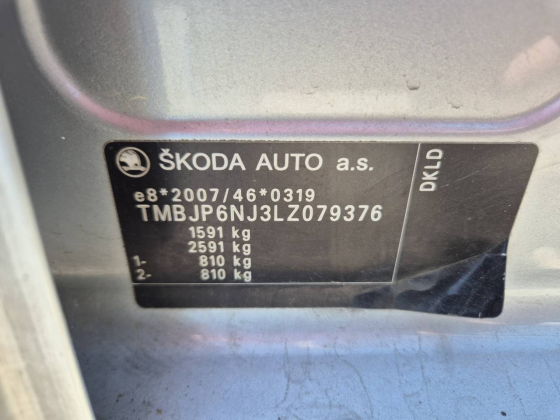 ŠKODA AUTO a.s.
DKLD
e8*2007/46*0319
TMBJP6NJ3LZ079376
1591 kg
2591 kg
1- 810 kg
2- 810 kg